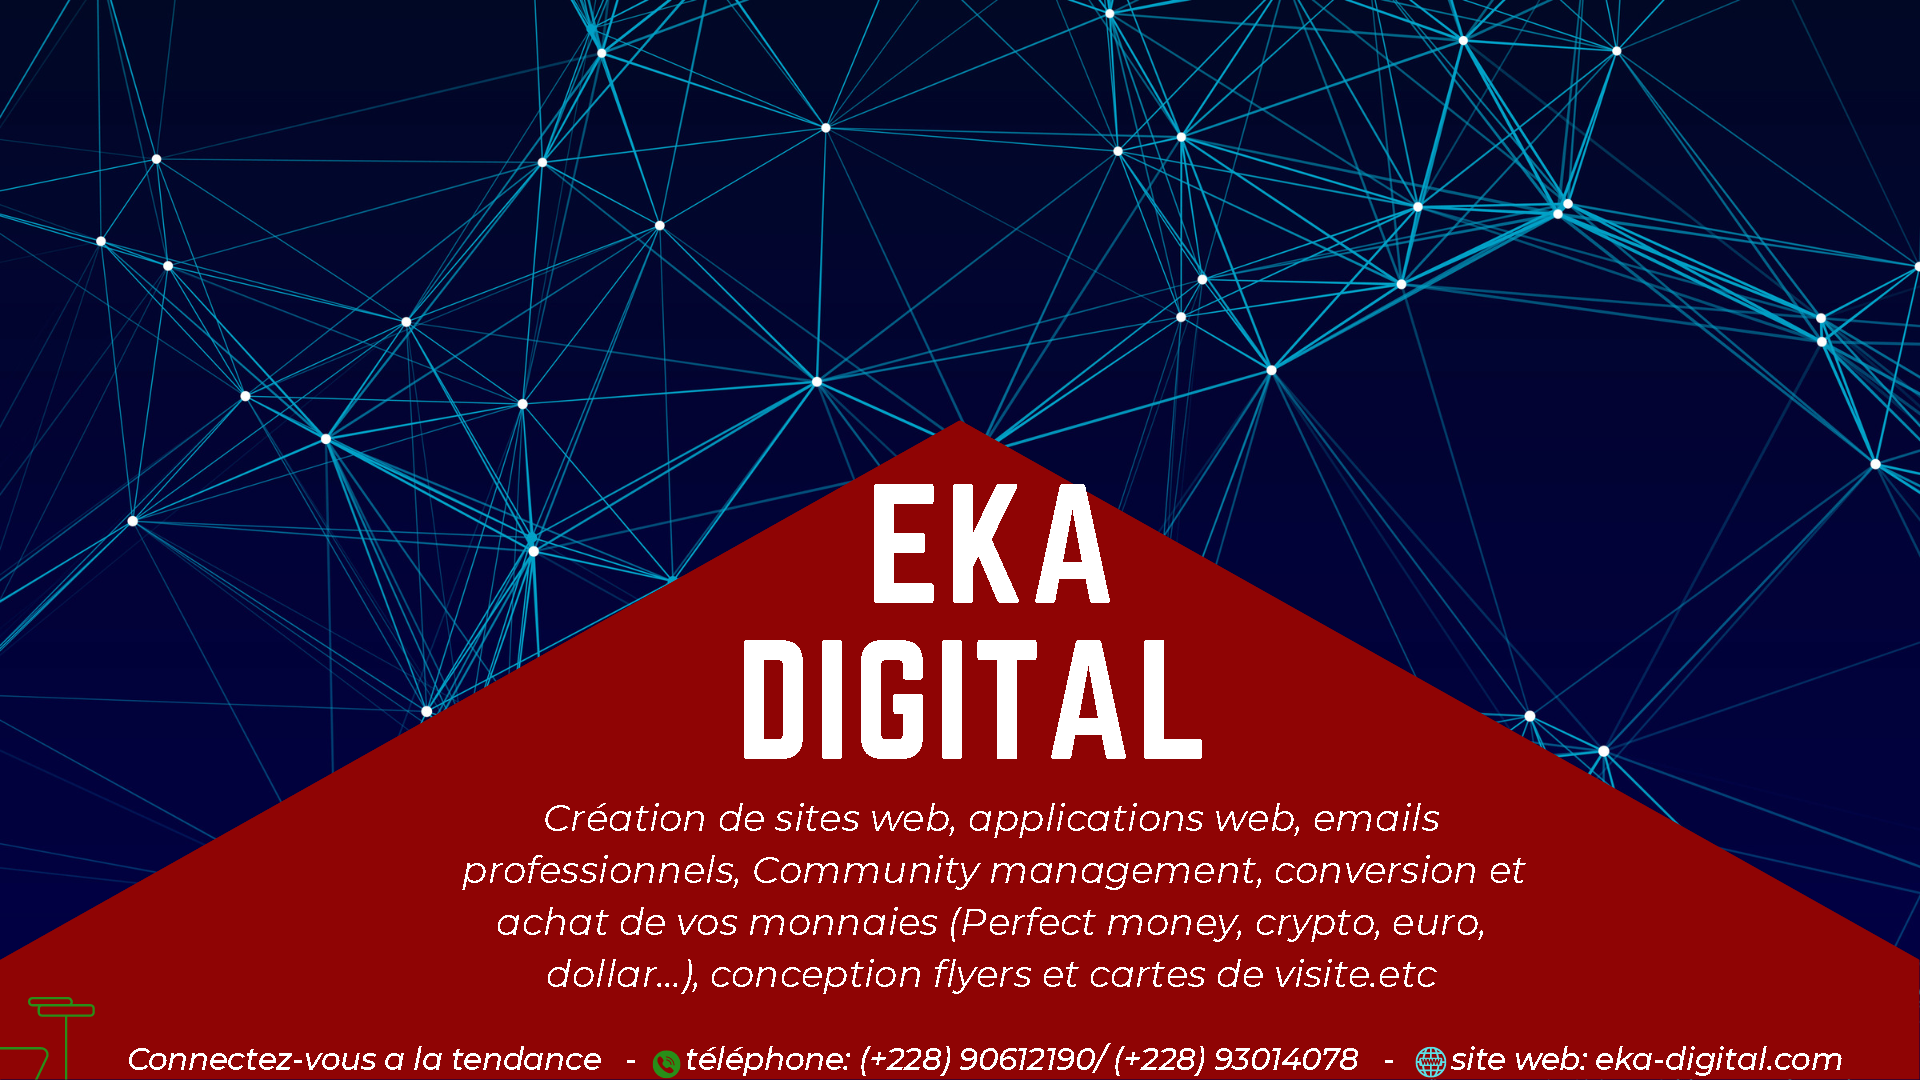 EKA
DIGITAL
Création de sites web, applications web, emails
professionnels, Community management, conversion et
achat de vos monnaies (Perfect money, crypto, euro,
dollar...), conception flyers et cartes de visite.etc
Connectez-vous a la tendance - téléphone: (+228) 90612190/ (+228) 93014078 - site web: eka-digital.com